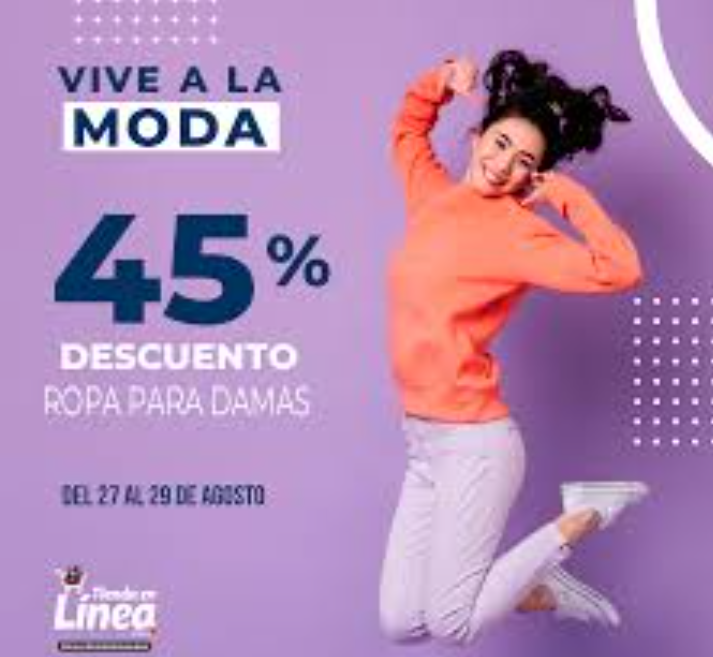 VIVE A LA
MODA
45%
DESCUENTO
ROPA PARA DAMAS
DEL 27 AL 29 DE AGOSTO
Tienda en
Línea